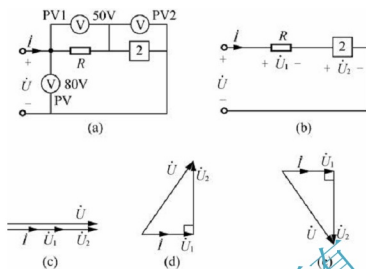 PV1 50V PV2
V V
İ
+ R 2
U̇ V 80V
− PV
(a)
İ R
+ 2
U̇ + U̇₁ − + U̇₂ −
−
(b)
U̇
İ U̇₁ U̇₂
(c)
U̇ U̇₂
İ U̇₁
(d)
İ U̇₁
U̇ U̇₂
(e)